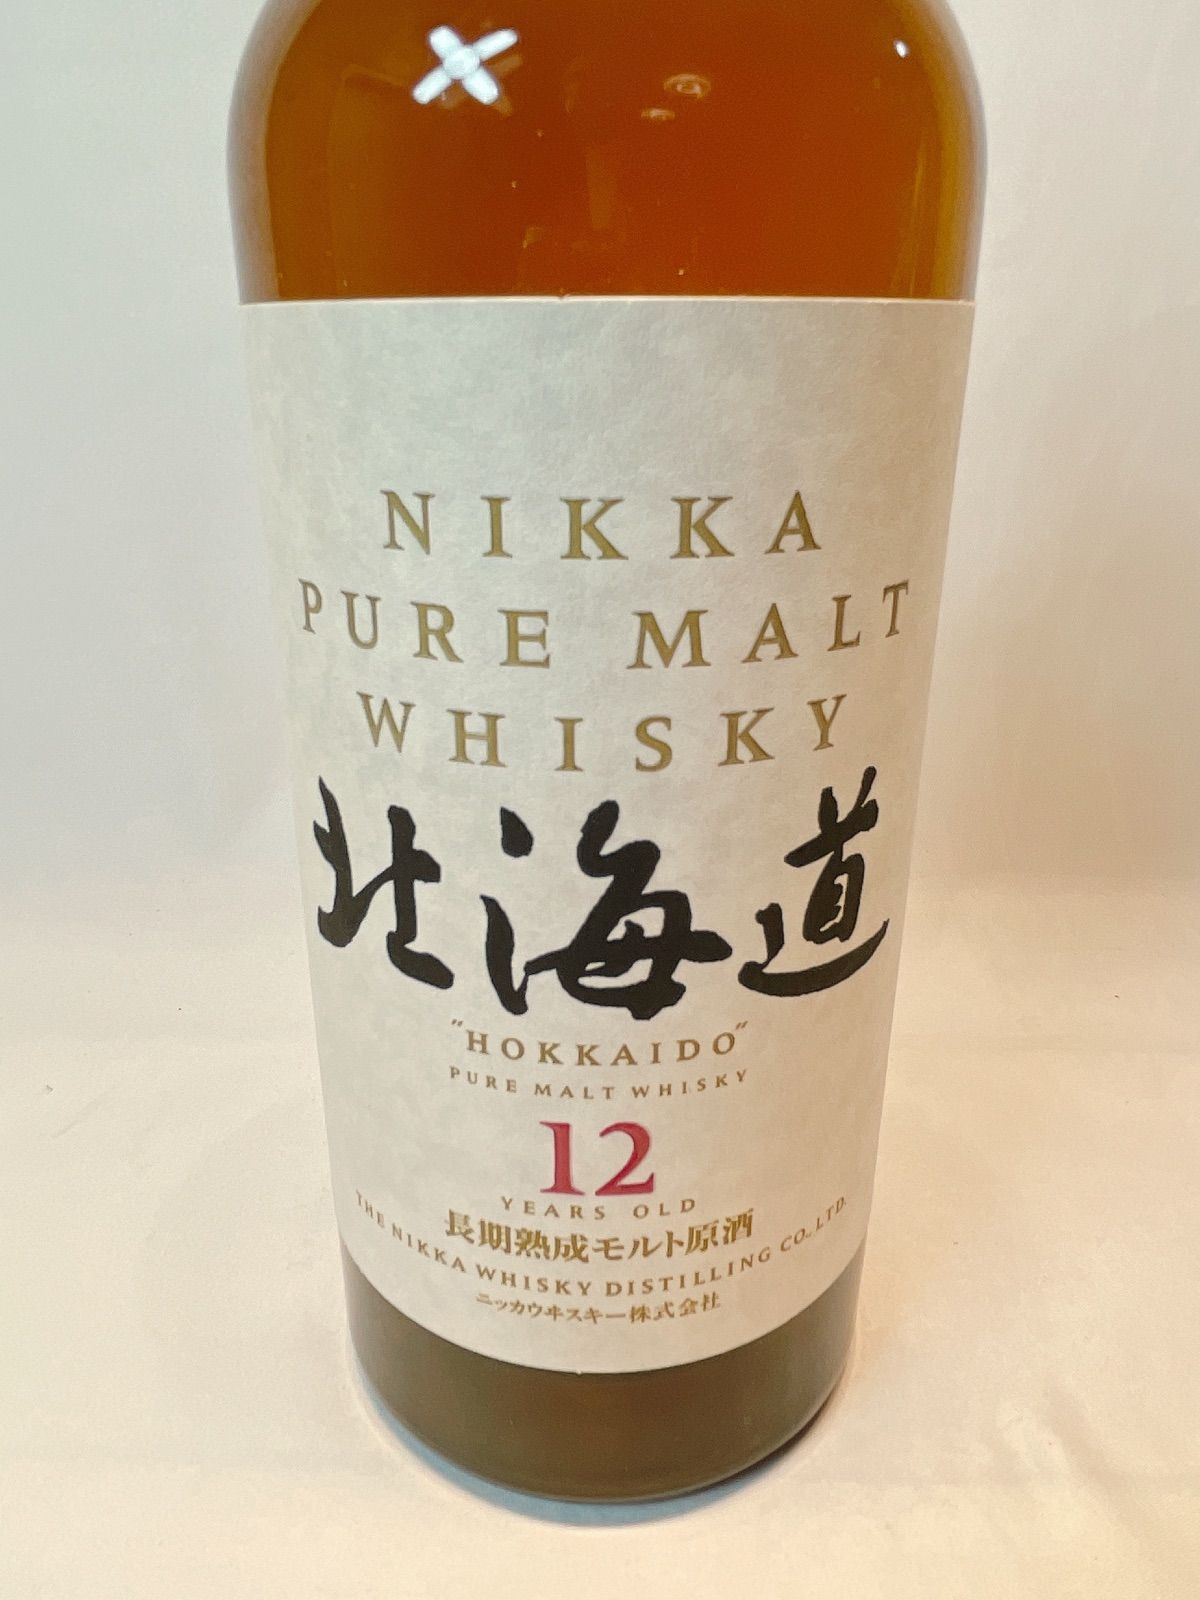 NIKKA
PURE MALT
WHISKY
北海道
"HOKKAIDO"
PURE MALT WHISKY
12
YEARS OLD
長期熟成モルト原酒
THE NIKKA WHISKY DISTILLING CO., LTD.
ニッカウヰスキー株式会社